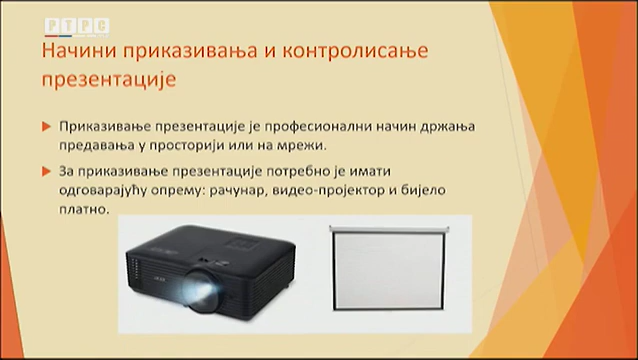 РТРС
Начини приказивања и контролисање
презентације
Приказивање презентације је професионални начин држања
предавања у просторији или на мрежи.
За приказивање презентације потребно је имати
одговарајућу опрему: рачунар, видео-пројектор и бијело
платно.